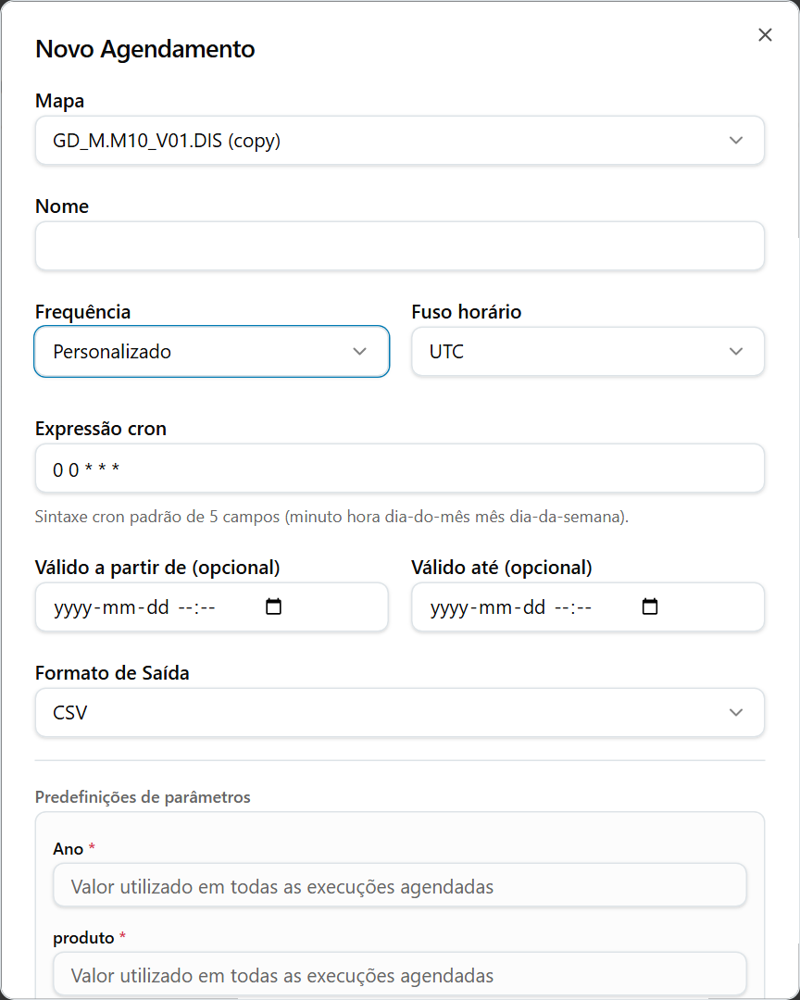 Novo Agendamento
Mapa
GD_M.M10_V01.DIS (copy)
Nome
Frequência
Fuso horário
Personalizado
UTC
Expressão cron
0 0 * * *
Sintaxe cron padrão de 5 campos (minuto hora dia-do-mês mês dia-da-semana).
Válido a partir de (opcional)
Válido até (opcional)
yyyy-mm-dd --:--
yyyy-mm-dd --:--
Formato de Saída
CSV
Predefinições de parâmetros
Ano *
Valor utilizado em todas as execuções agendadas
produto *
Valor utilizado em todas as execuções agendadas